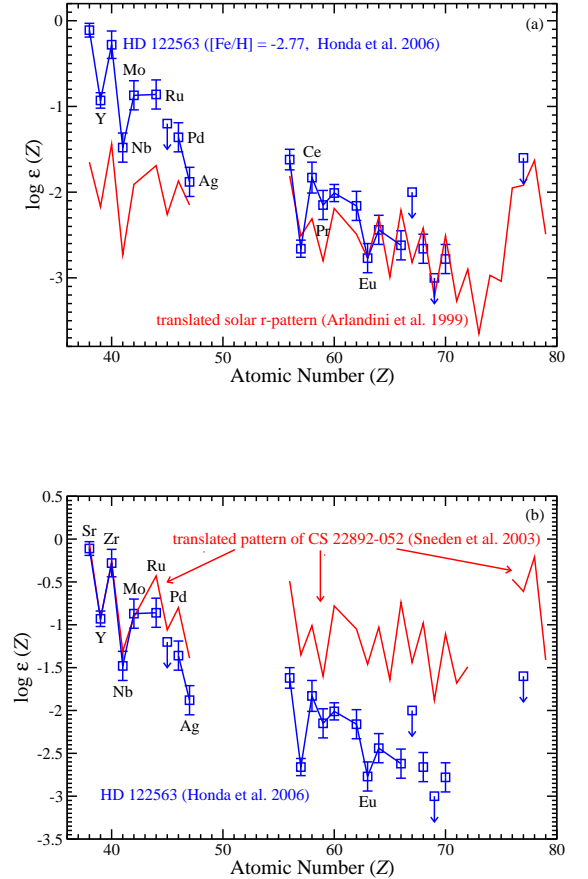 (a)
HD 122563 ([Fe/H] = -2.77, Honda et al. 2006)
0
-1
-2
-3
log ε (Z)
Y
Nb
Mo
Ru
Pd
Ag
Ce
Pr
Eu
translated solar r-pattern (Arlandini et al. 1999)
40 50 60 70 80
Atomic Number (Z)
(b)
translated pattern of CS 22892-052 (Sneden et al. 2003)
0.5
0
-0.5
-1
-1.5
-2
-2.5
-3
-3.5
log ε (Z)
Sr
Zr
Y
Nb
Mo
Ru
Pd
Ag
Eu
HD 122563 (Honda et al. 2006)
40 50 60 70 80
Atomic Number (Z)